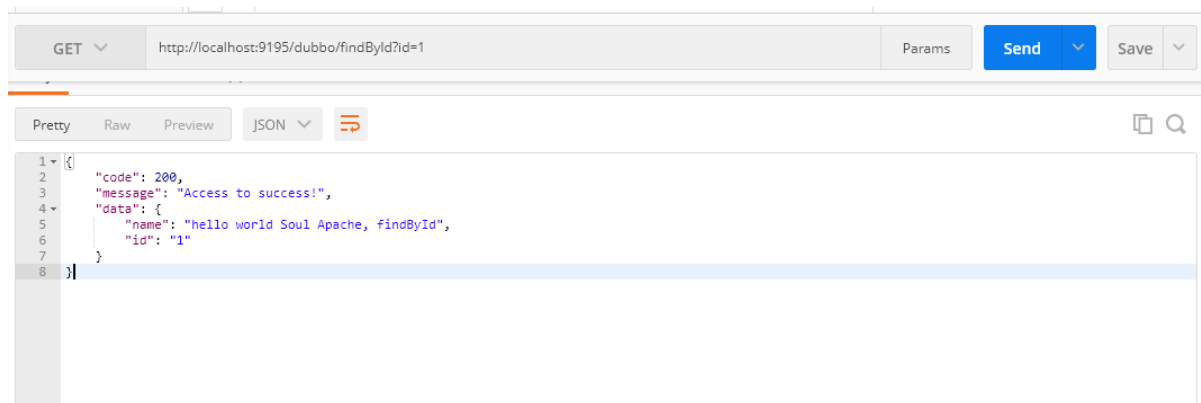 GET http://localhost:9195/dubbo/findById?id=1 Params Send Save
Pretty Raw Preview JSON
1 {
2 "code": 200,
3 "message": "Access to success!",
4 "data": {
5 "name": "hello world Soul Apache, findById",
6 "id": "1"
7 }
8 }